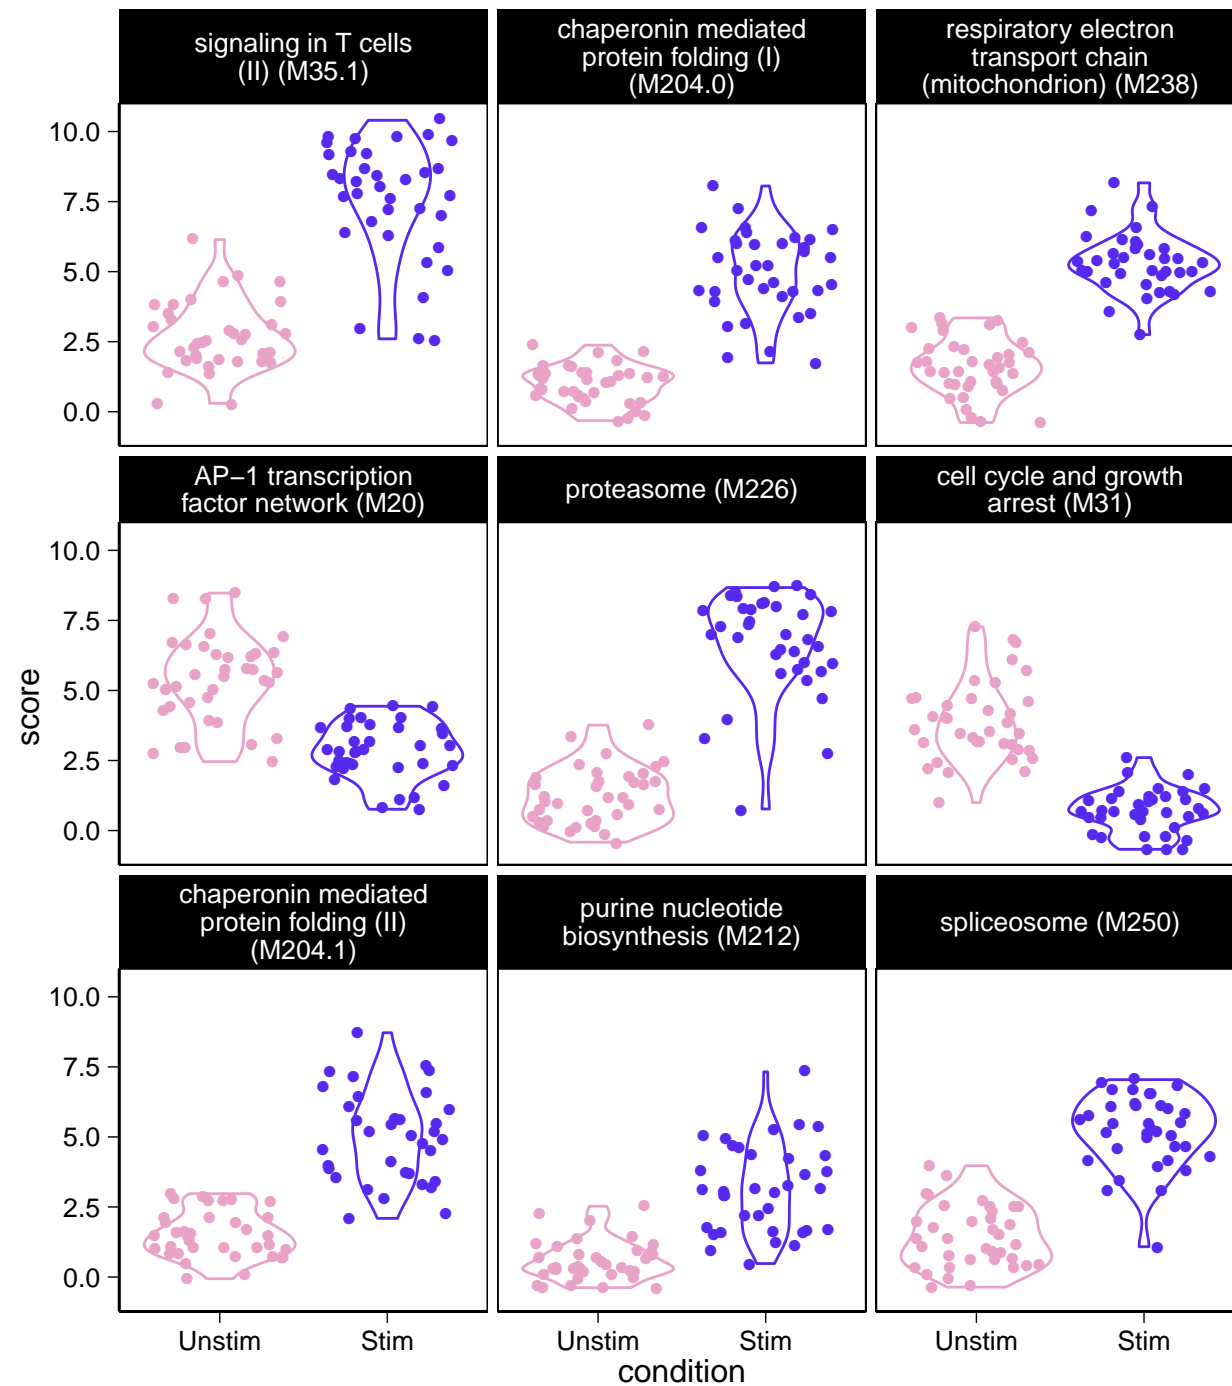 signaling in T cells
(II) (M35.1)
chaperonin mediated
protein folding (I)
(M204.0)
respiratory electron
transport chain
(mitochondrion) (M238)
10.0
7.5
5.0
2.5
0.0
AP−1 transcription
factor network (M20)
proteasome (M226)
cell cycle and growth
arrest (M31)
10.0
7.5
5.0
2.5
0.0
score
chaperonin mediated
protein folding (II)
(M204.1)
purine nucleotide
biosynthesis (M212)
spliceosome (M250)
10.0
7.5
5.0
2.5
0.0
Unstim Stim
Unstim Stim
Unstim Stim
condition